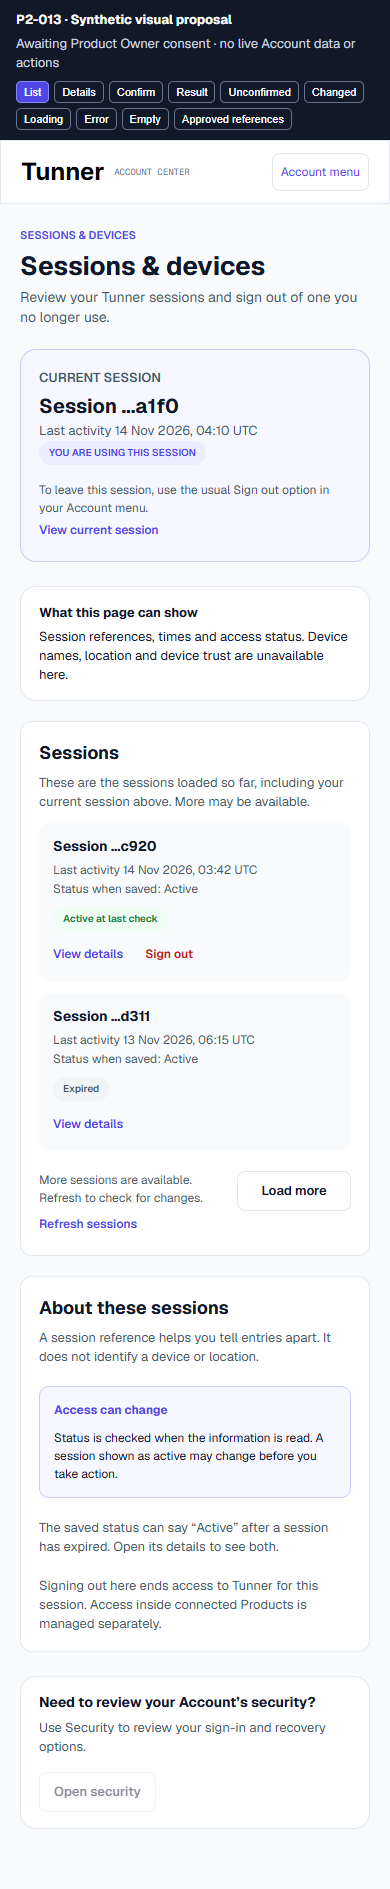 P2-013 · Synthetic visual proposal
Awaiting Product Owner consent · no live Account data or
actions
List Details Confirm Result Unconfirmed Changed
Loading Error Empty Approved references
Tunner ACCOUNT CENTER Account menu
SESSIONS & DEVICES
Sessions & devices
Review your Tunner sessions and sign out of one you
no longer use.
CURRENT SESSION
Session …a1f0
Last activity 14 Nov 2026, 04:10 UTC
YOU ARE USING THIS SESSION
To leave this session, use the usual Sign out option in
your Account menu.
View current session
What this page can show
Session references, times and access status. Device
names, location and device trust are unavailable
here.
Sessions
These are the sessions loaded so far, including your
current session above. More may be available.
Session …c920
Last activity 14 Nov 2026, 03:42 UTC
Status when saved: Active
Active at last check
View details Sign out
Session …d311
Last activity 13 Nov 2026, 06:15 UTC
Status when saved: Active
Expired
View details
More sessions are available.
Refresh to check for changes.
Load more
Refresh sessions
About these sessions
A session reference helps you tell entries apart. It
does not identify a device or location.
Access can change
Status is checked when the information is read. A
session shown as active may change before you
take action.
The saved status can say “Active” after a session
has expired. Open its details to see both.
Signing out here ends access to Tunner for this
session. Access inside connected Products is
managed separately.
Need to review your Account’s security?
Use Security to review your sign-in and recovery
options.
Open security